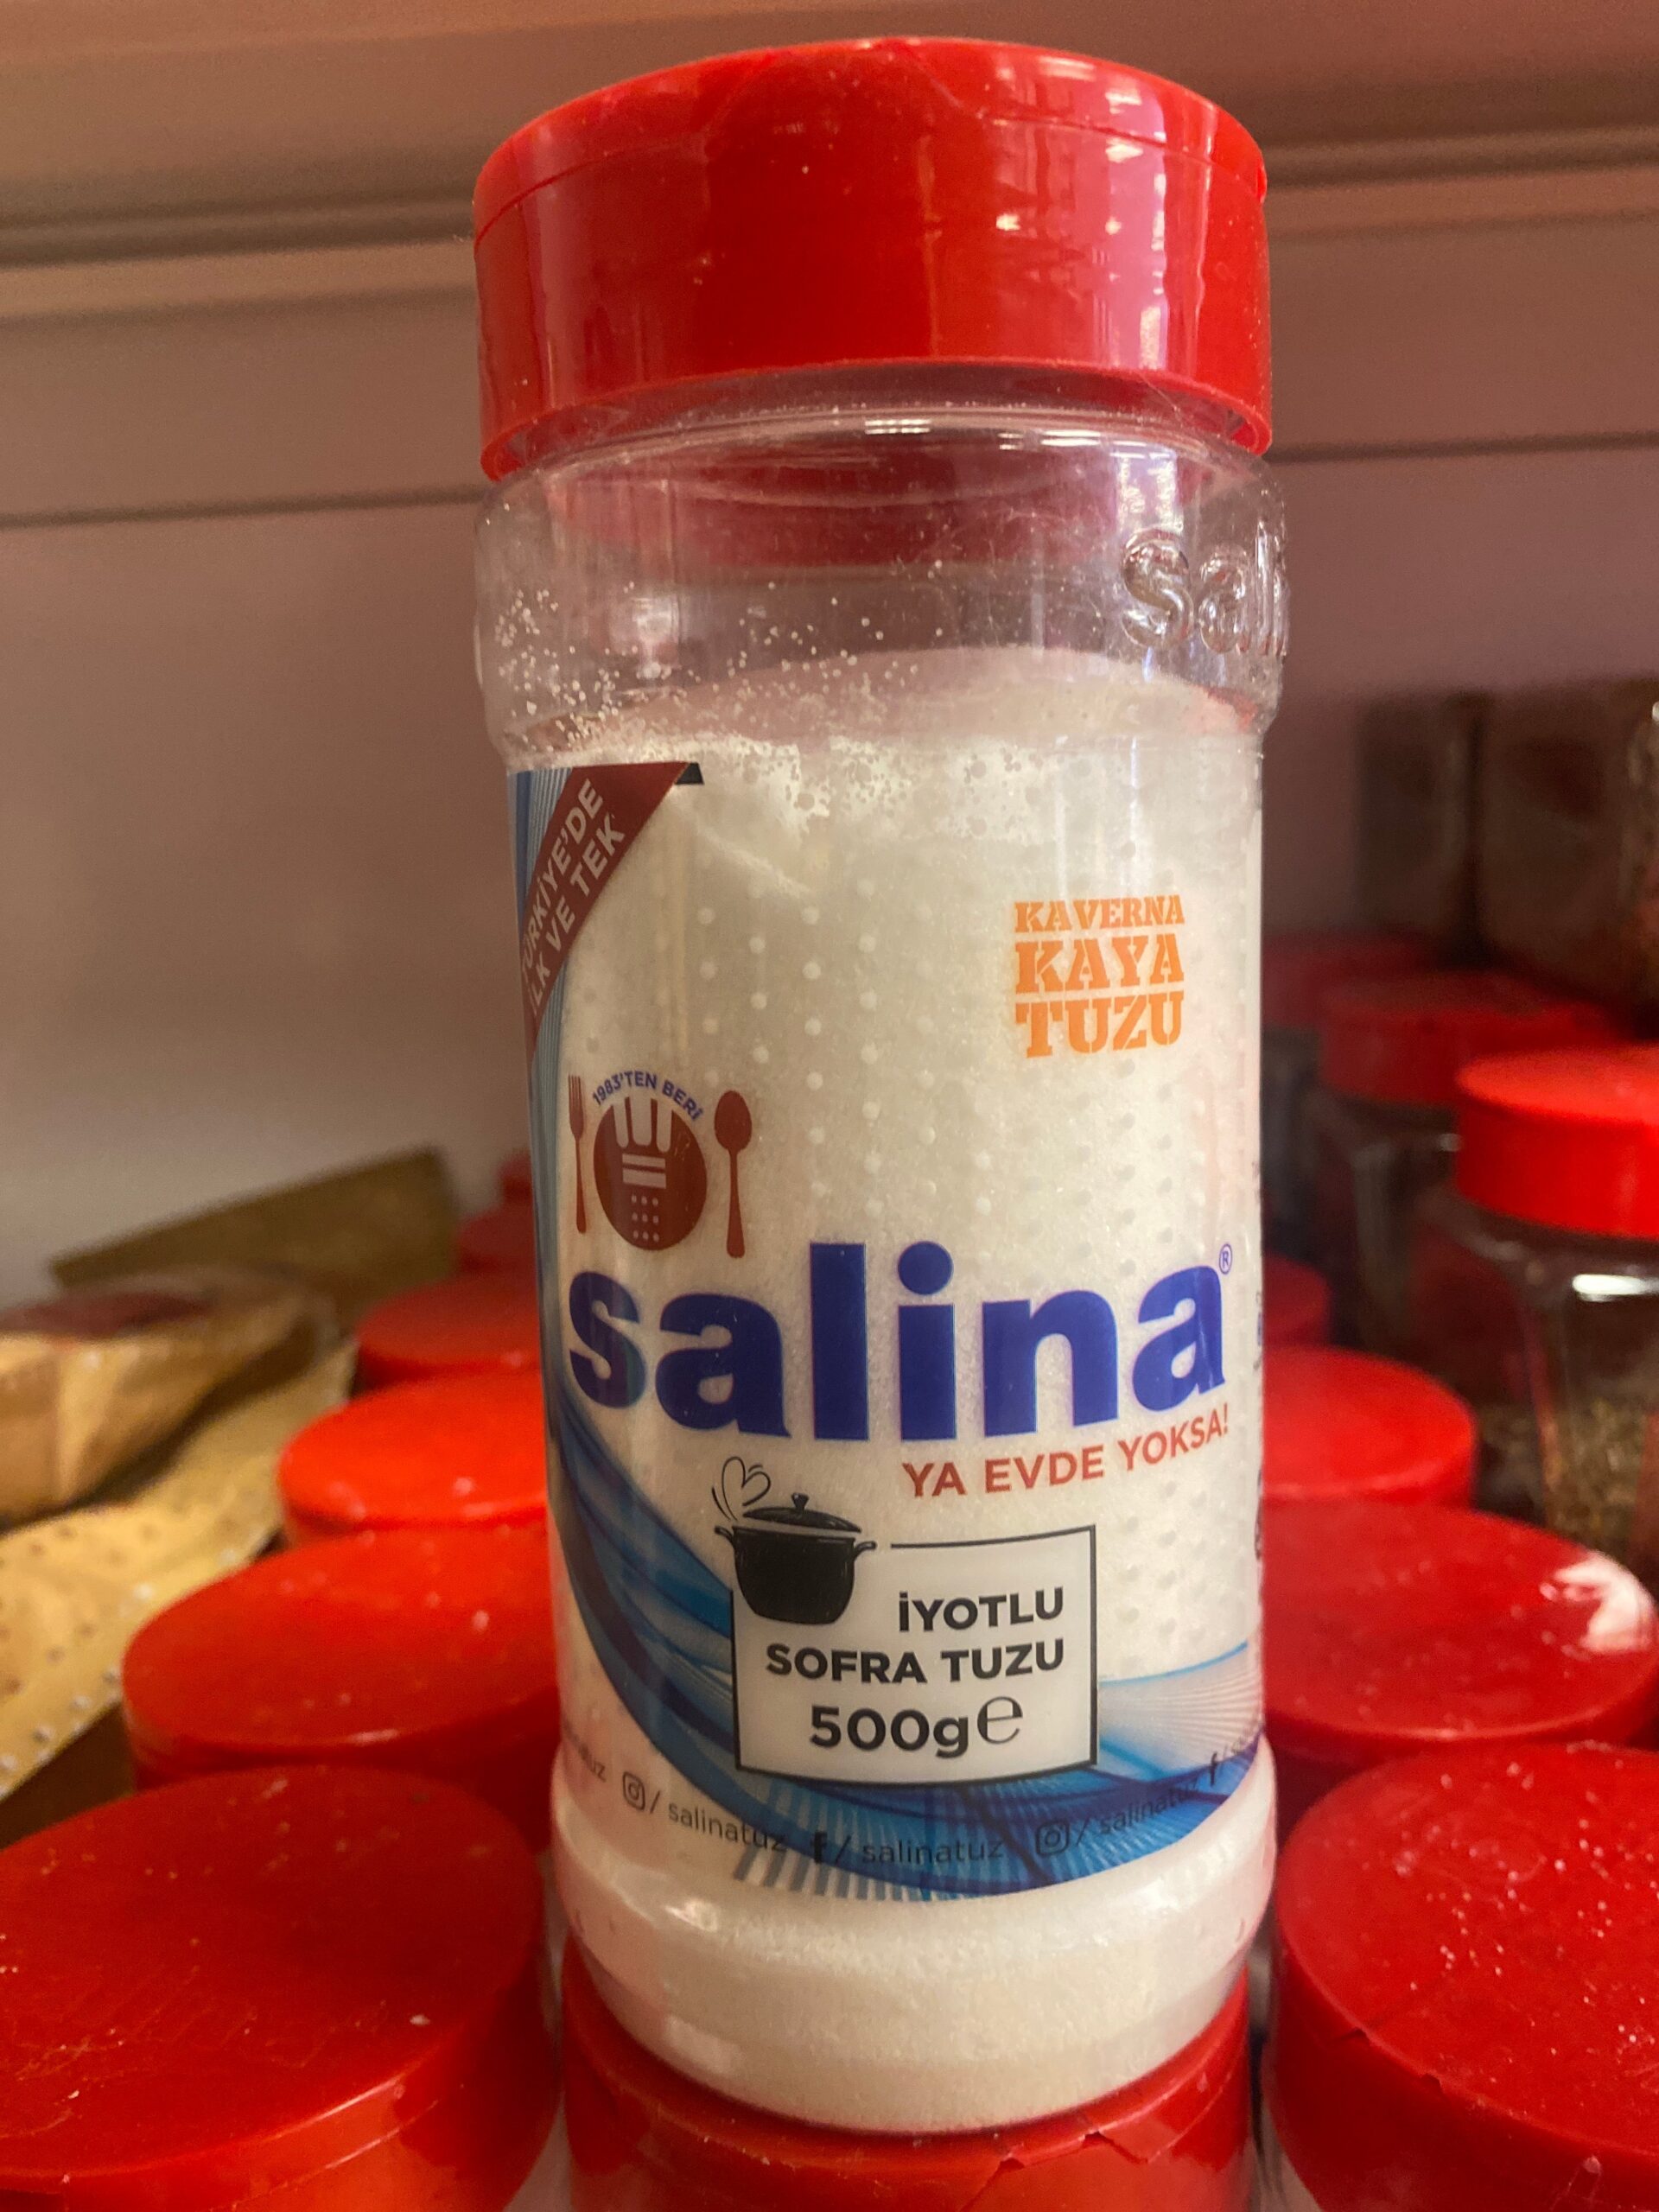 Sali
TÜRKİYE'DE
İLK VE TEK
KAVERNA
KAYA
TUZU
1983'TEN BERİ
salina®
YA EVDE YOKSA!
İYOTLU
SOFRA TUZU
500g℮
/ salinatuz / salinatuz / salinatuz